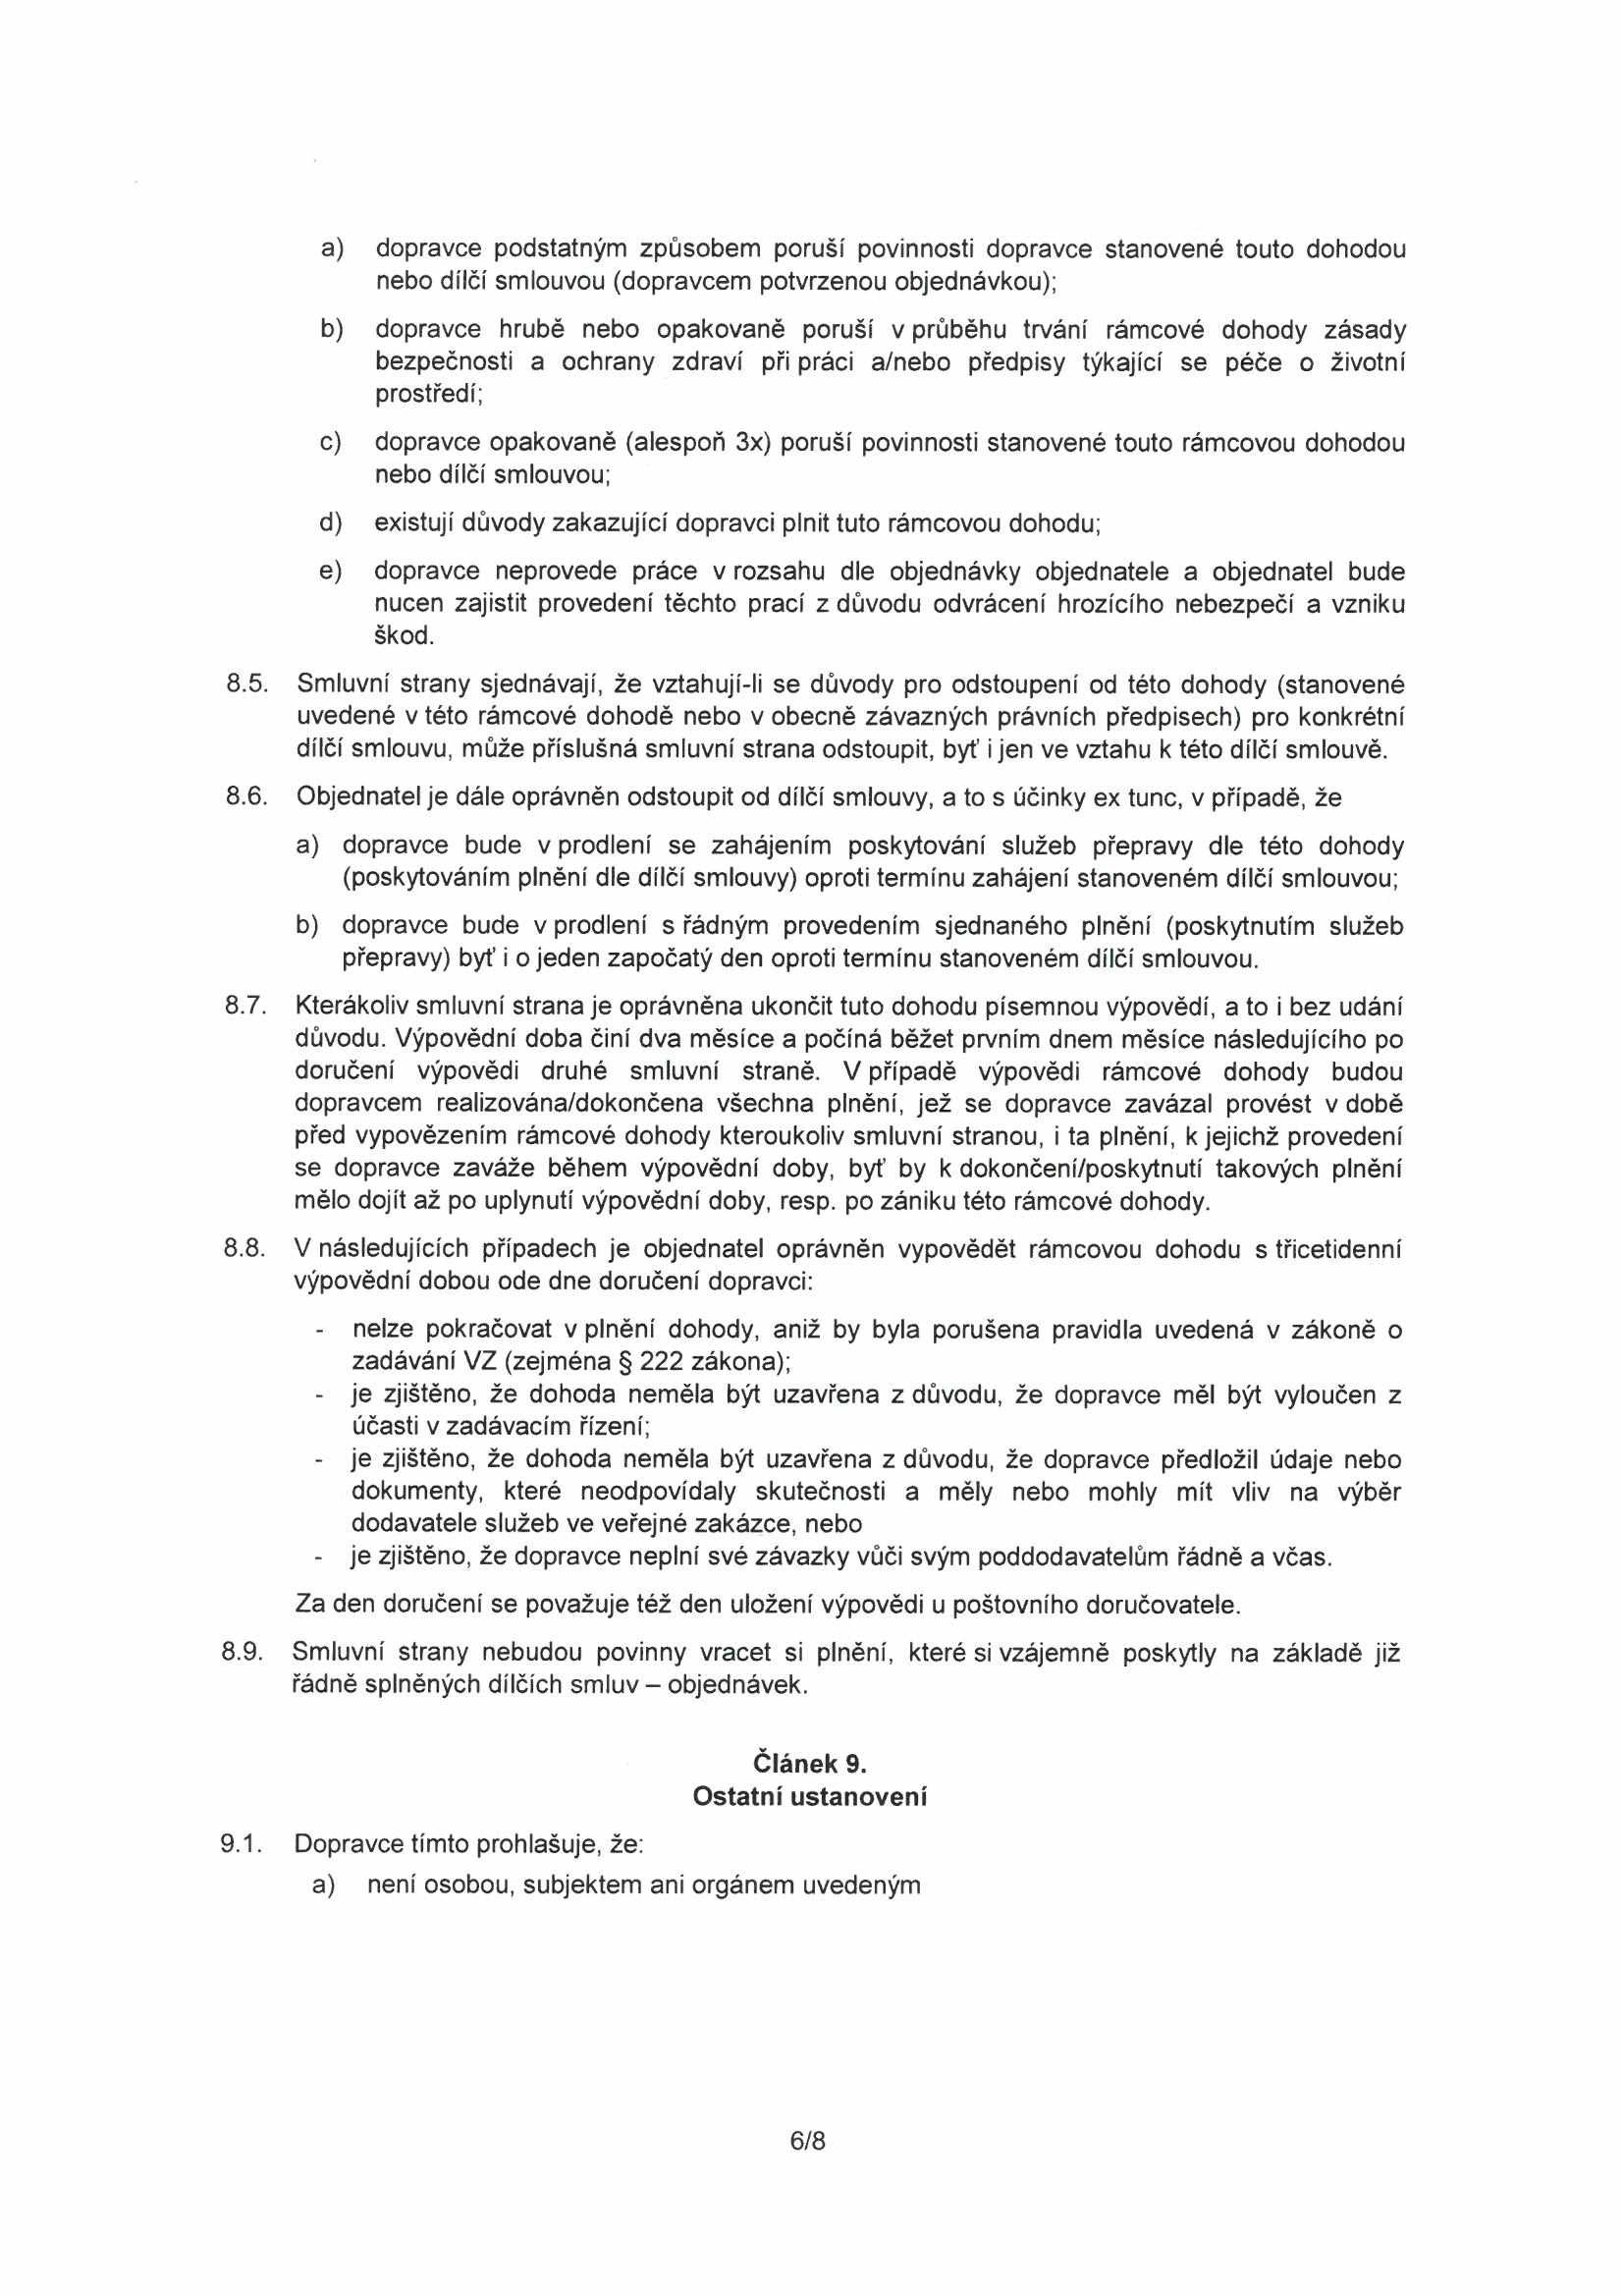 a) dopravce podstatným způsobem poruší povinnosti dopravce stanovené touto dohodou
nebo dílčí smlouvou (dopravcem potvrzenou objednávkou);
b) dopravce hrubě nebo opakovaně poruší v průběhu trvání rámcové dohody zásady
bezpečnosti a ochrany zdraví při práci a/nebo předpisy týkající se péče o životní
prostředí;
c) dopravce opakovaně (alespoň 3x) poruší povinnosti stanovené touto rámcovou dohodou
nebo dílčí smlouvou;
d) existují důvody zakazující dopravci plnit tuto rámcovou dohodu;
e) dopravce neprovede práce v rozsahu dle objednávky objednatele a objednatel bude
nucen zajistit provedení těchto prací z důvodu odvrácení hrozícího nebezpečí a vzniku
škod.
8.5. Smluvní strany sjednávají, že vztahují-li se důvody pro odstoupení od této dohody (stanovené
uvedené v této rámcové dohodě nebo v obecně závazných právních předpisech) pro konkrétní
dílčí smlouvu, může příslušná smluvní strana odstoupit, byť i jen ve vztahu k této dílčí smlouvě.
8.6. Objednatel je dále oprávněn odstoupit od dílčí smlouvy, a to s účinky ex tunc, v případě, že
a) dopravce bude v prodlení se zahájením poskytování služeb přepravy dle této dohody
(poskytováním plnění dle dílčí smlouvy) oproti termínu zahájení stanoveném dílčí smlouvou;
b) dopravce bude v prodlení s řádným provedením sjednaného plnění (poskytnutím služeb
přepravy) byť i o jeden započatý den oproti termínu stanoveném dílčí smlouvou.
8.7. Kterákoliv smluvní strana je oprávněna ukončit tuto dohodu písemnou výpovědí, a to i bez udání
důvodu. Výpovědní doba činí dva měsíce a počíná běžet prvním dnem měsíce následujícího po
doručení výpovědi druhé smluvní straně. V případě výpovědi rámcové dohody budou
dopravcem realizována/dokončena všechna plnění, jež se dopravce zavázal provést v době
před vypovězením rámcové dohody kteroukoliv smluvní stranou, i ta plnění, k jejichž provedení
se dopravce zaváže během výpovědní doby, byť by k dokončení/poskytnutí takových plnění
mělo dojít až po uplynutí výpovědní doby, resp. po zániku této rámcové dohody.
8.8. V následujících případech je objednatel oprávněn vypovědět rámcovou dohodu s třicetidenní
výpovědní dobou ode dne doručení dopravci:
- nelze pokračovat v plnění dohody, aniž by byla porušena pravidla uvedená v zákoně o
zadávání VZ (zejména § 222 zákona);
- je zjištěno, že dohoda neměla být uzavřena z důvodu, že dopravce měl být vyloučen z
účasti v zadávacím řízení;
- je zjištěno, že dohoda neměla být uzavřena z důvodu, že dopravce předložil údaje nebo
dokumenty, které neodpovídaly skutečnosti a měly nebo mohly mít vliv na výběr
dodavatele služeb ve veřejné zakázce, nebo
- je zjištěno, že dopravce neplní své závazky vůči svým poddodavatelům řádně a včas.
Za den doručení se považuje též den uložení výpovědi u poštovního doručovatele.
8.9. Smluvní strany nebudou povinny vracet si plnění, které si vzájemně poskytly na základě již
řádně splněných dílčích smluv – objednávek.
Článek 9.
Ostatní ustanovení
9.1. Dopravce tímto prohlašuje, že:
a) není osobou, subjektem ani orgánem uvedeným
6/8